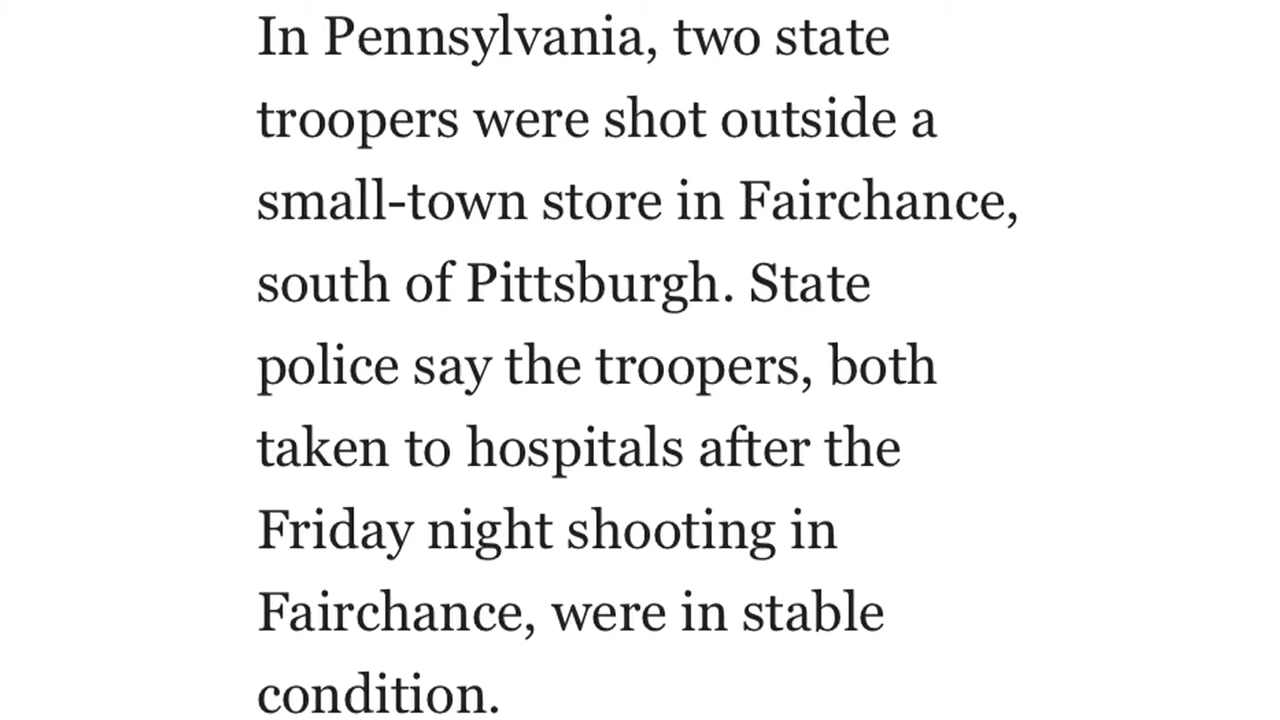 In Pennsylvania, two state
troopers were shot outside a
small-town store in Fairchance,
south of Pittsburgh. State
police say the troopers, both
taken to hospitals after the
Friday night shooting in
Fairchance, were in stable
condition.